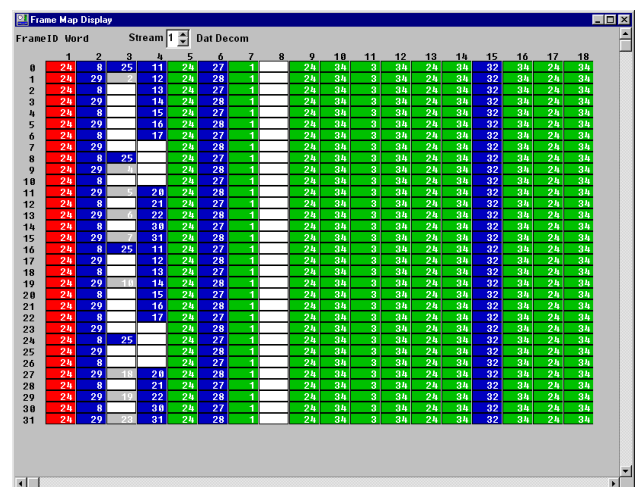 Frame Map Display
FrameID Word Stream 1 Dat Decom
1 2 3 4 5 6 7 8 9 10 11 12 13 14 15 16 17 18
0 24 8 25 11 24 27 1 24 34 3 34 24 34 32 34 24 34
1 24 29 2 12 24 28 1 24 34 3 34 24 34 32 34 24 34
2 24 8 13 24 27 1 24 34 3 34 24 34 32 34 24 34
3 24 29 14 24 28 1 24 34 3 34 24 34 32 34 24 34
4 24 8 15 24 27 1 24 34 3 34 24 34 32 34 24 34
5 24 29 16 24 28 1 24 34 3 34 24 34 32 34 24 34
6 24 8 17 24 27 1 24 34 3 34 24 34 32 34 24 34
7 24 29 24 28 1 24 34 3 34 24 34 32 34 24 34
8 24 8 25 24 27 1 24 34 3 34 24 34 32 34 24 34
9 24 29 4 24 28 1 24 34 3 34 24 34 32 34 24 34
10 24 8 24 27 1 24 34 3 34 24 34 32 34 24 34
11 24 29 5 20 24 28 1 24 34 3 34 24 34 32 34 24 34
12 24 8 21 24 27 1 24 34 3 34 24 34 32 34 24 34
13 24 29 6 22 24 28 1 24 34 3 34 24 34 32 34 24 34
14 24 8 30 24 27 1 24 34 3 34 24 34 32 34 24 34
15 24 29 7 31 24 28 1 24 34 3 34 24 34 32 34 24 34
16 24 8 25 11 24 27 1 24 34 3 34 24 34 32 34 24 34
17 24 29 12 24 28 1 24 34 3 34 24 34 32 34 24 34
18 24 8 13 24 27 1 24 34 3 34 24 34 32 34 24 34
19 24 29 10 14 24 28 1 24 34 3 34 24 34 32 34 24 34
20 24 8 15 24 27 1 24 34 3 34 24 34 32 34 24 34
21 24 29 16 24 28 1 24 34 3 34 24 34 32 34 24 34
22 24 8 17 24 27 1 24 34 3 34 24 34 32 34 24 34
23 24 29 24 28 1 24 34 3 34 24 34 32 34 24 34
24 24 8 25 24 27 1 24 34 3 34 24 34 32 34 24 34
25 24 29 24 28 1 24 34 3 34 24 34 32 34 24 34
26 24 8 24 27 1 24 34 3 34 24 34 32 34 24 34
27 24 29 18 20 24 28 1 24 34 3 34 24 34 32 34 24 34
28 24 8 21 24 27 1 24 34 3 34 24 34 32 34 24 34
29 24 29 19 22 24 28 1 24 34 3 34 24 34 32 34 24 34
30 24 8 30 24 27 1 24 34 3 34 24 34 32 34 24 34
31 24 29 23 31 24 28 1 24 34 3 34 24 34 32 34 24 34